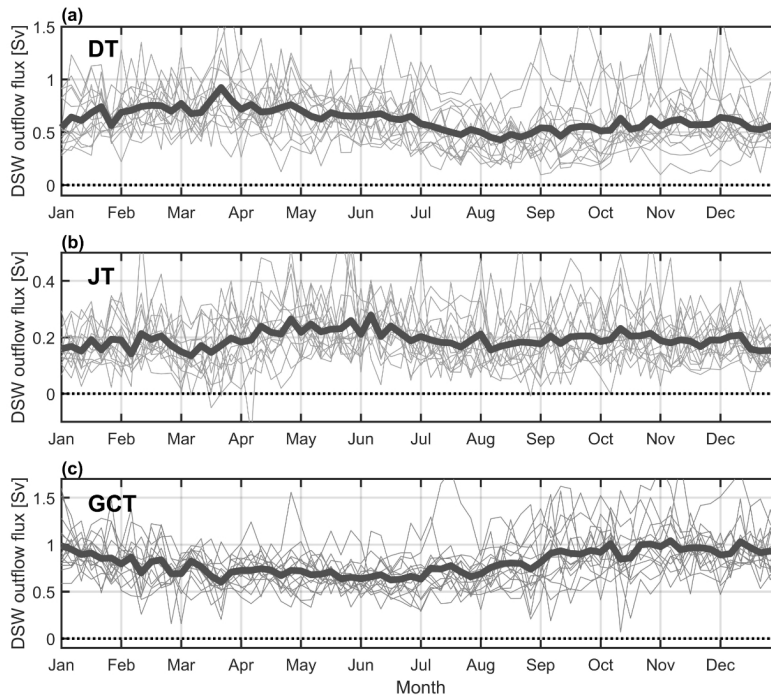 (a)
DT
DSW outflow flux [Sv]
1.5
1
0.5
0
Jan Feb Mar Apr May Jun Jul Aug Sep Oct Nov Dec
(b)
JT
DSW outflow flux [Sv]
0.4
0.2
0
Jan Feb Mar Apr May Jun Jul Aug Sep Oct Nov Dec
(c)
GCT
DSW outflow flux [Sv]
1.5
1
0.5
0
Jan Feb Mar Apr May Jun Jul Aug Sep Oct Nov Dec
Month